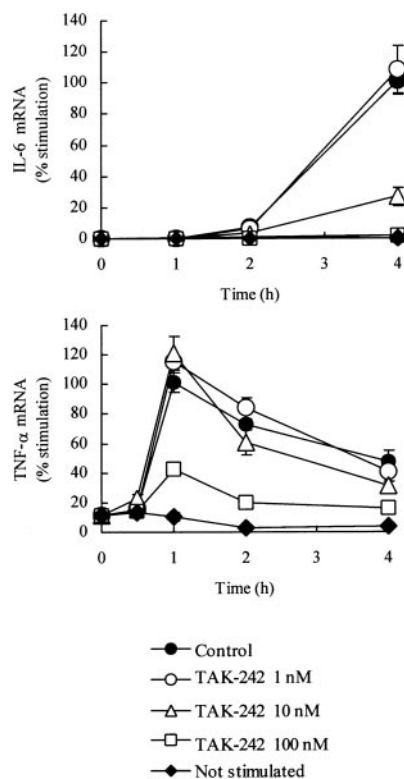 IL-6 mRNA
(% stimulation)
140
120
100
80
60
40
20
0
0 1 2 3 4
Time (h)
TNF-α mRNA
(% stimulation)
140
120
100
80
60
40
20
0
0 1 2 3 4
Time (h)
Control
TAK-242 1 nM
TAK-242 10 nM
TAK-242 100 nM
Not stimulated